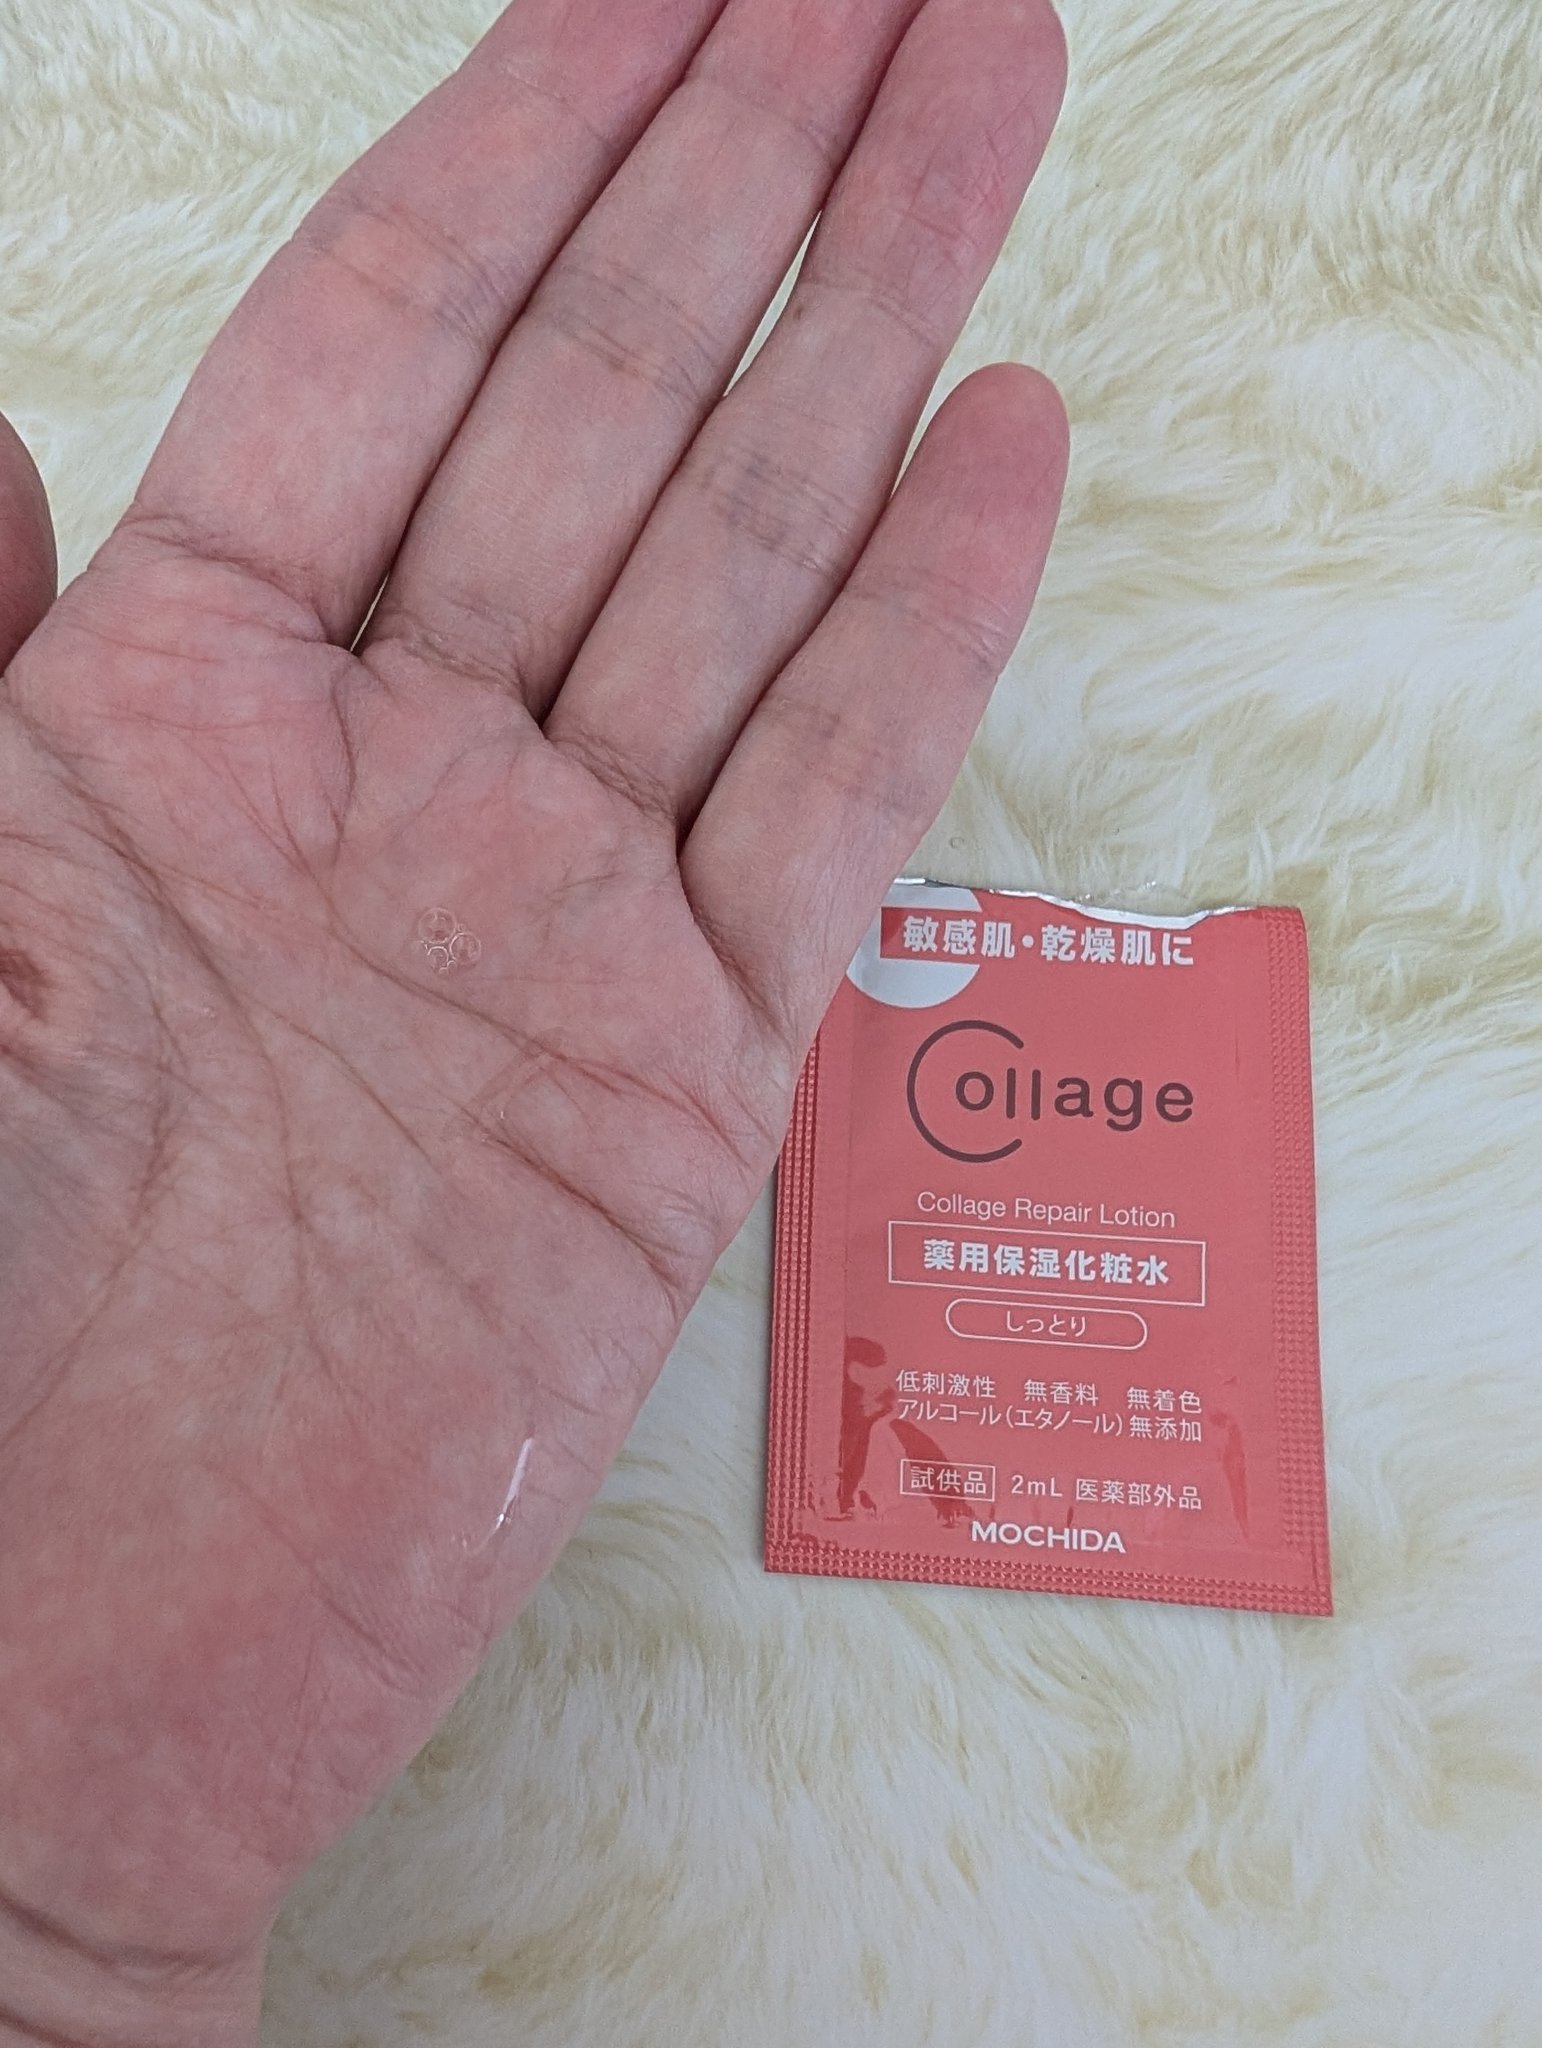 敏感肌・乾燥肌に
Collage
Collage Repair Lotion
薬用保湿化粧水
しっとり
低刺激性 無香料 無着色
アルコール(エタノール)無添加
試供品 2mL 医薬部外品
MOCHIDA